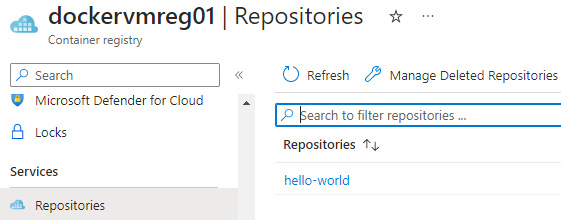 dockervmreg01 | Repositories
Container registry
Search
Microsoft Defender for Cloud
Locks
Services
Repositories
Refresh
Manage Deleted Repositories
Search to filter repositories ...
Repositories
hello-world